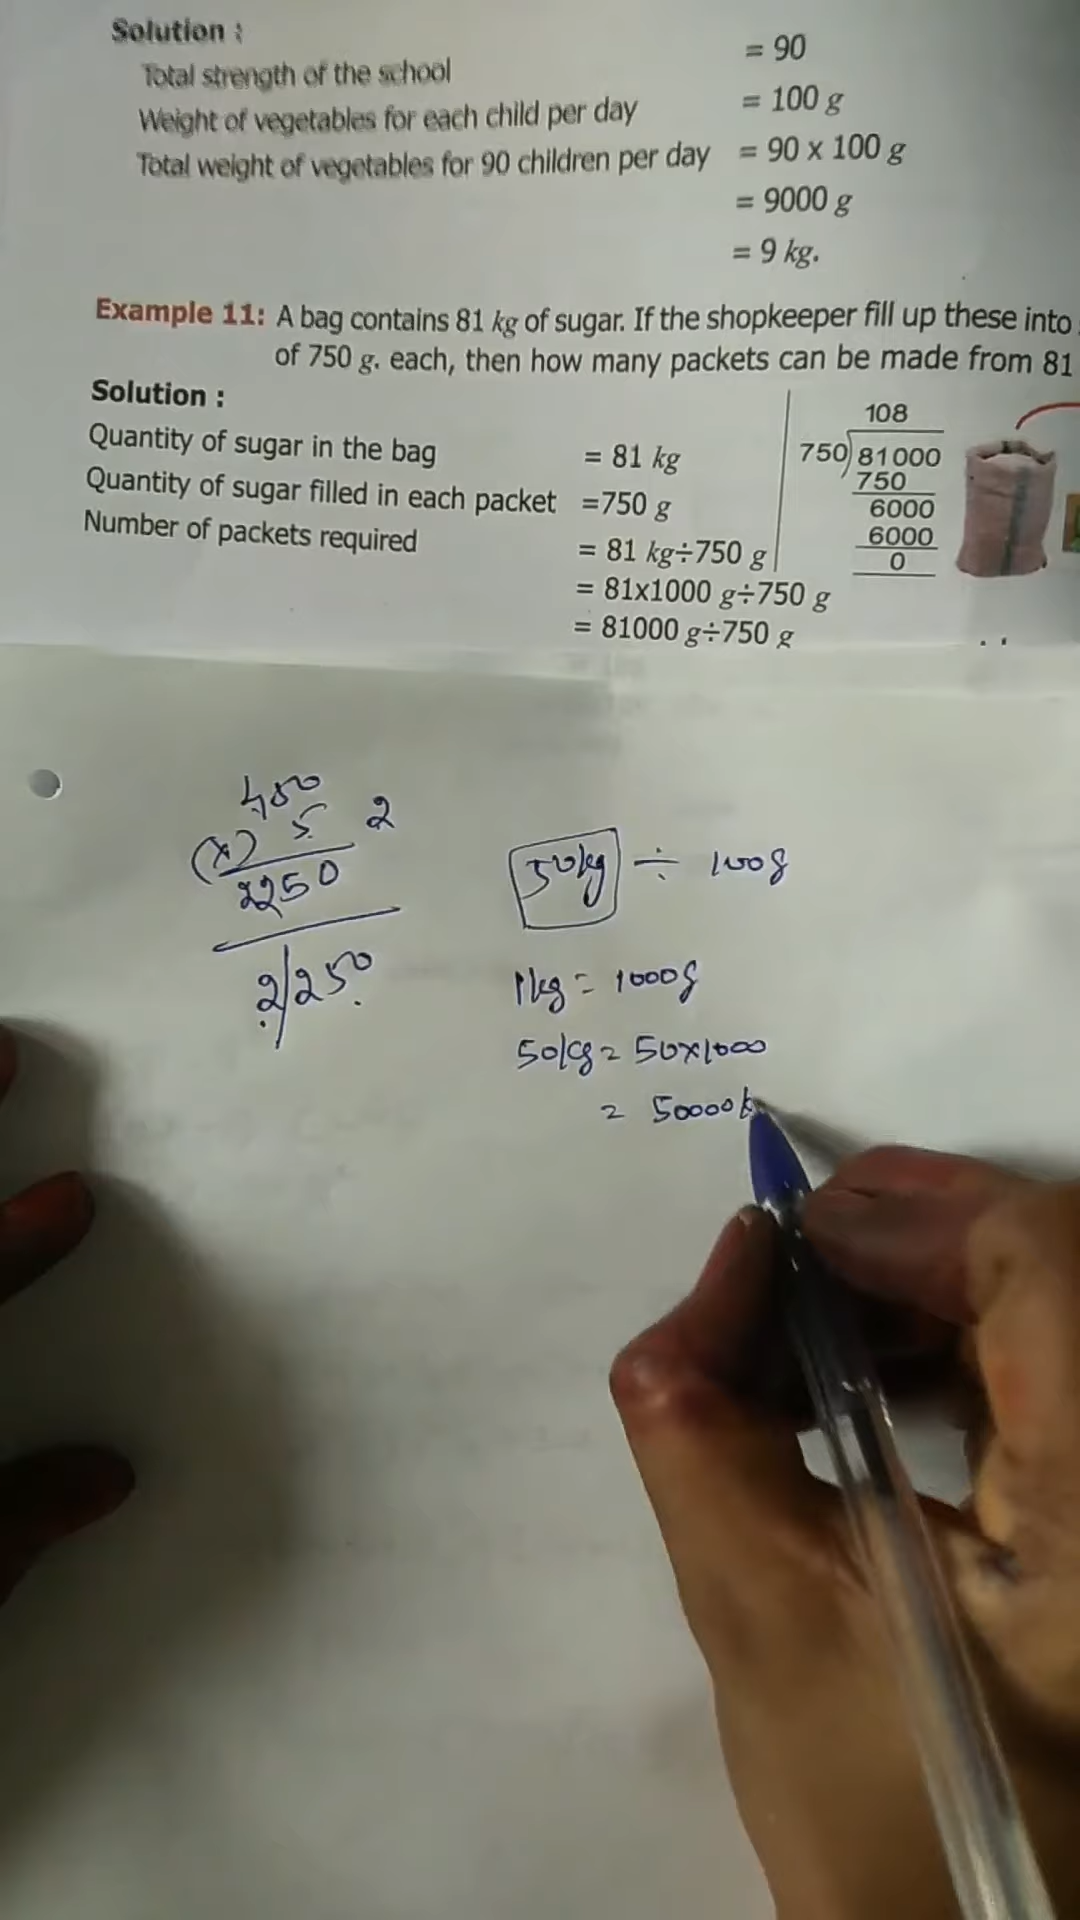 Solution :
Total strength of the school = 90
Weight of vegetables for each child per day = 100 g
Total weight of vegetables for 90 children per day = 90 x 100 g
= 9000 g
= 9 kg.
Example 11: A bag contains 81 kg of sugar. If the shopkeeper fill up these into
of 750 g. each, then how many packets can be made from 81
Solution :
Quantity of sugar in the bag = 81 kg
Quantity of sugar filled in each packet =750 g
Number of packets required = 81 kg÷750 g
= 81x1000 g÷750 g
= 81000 g÷750 g
108
750)81000
750
6000
6000
0
450
(x) 5 2
2250
2/250
50kg ÷ 100g
1kg = 1000g
50kg = 50x1000
= 50000k